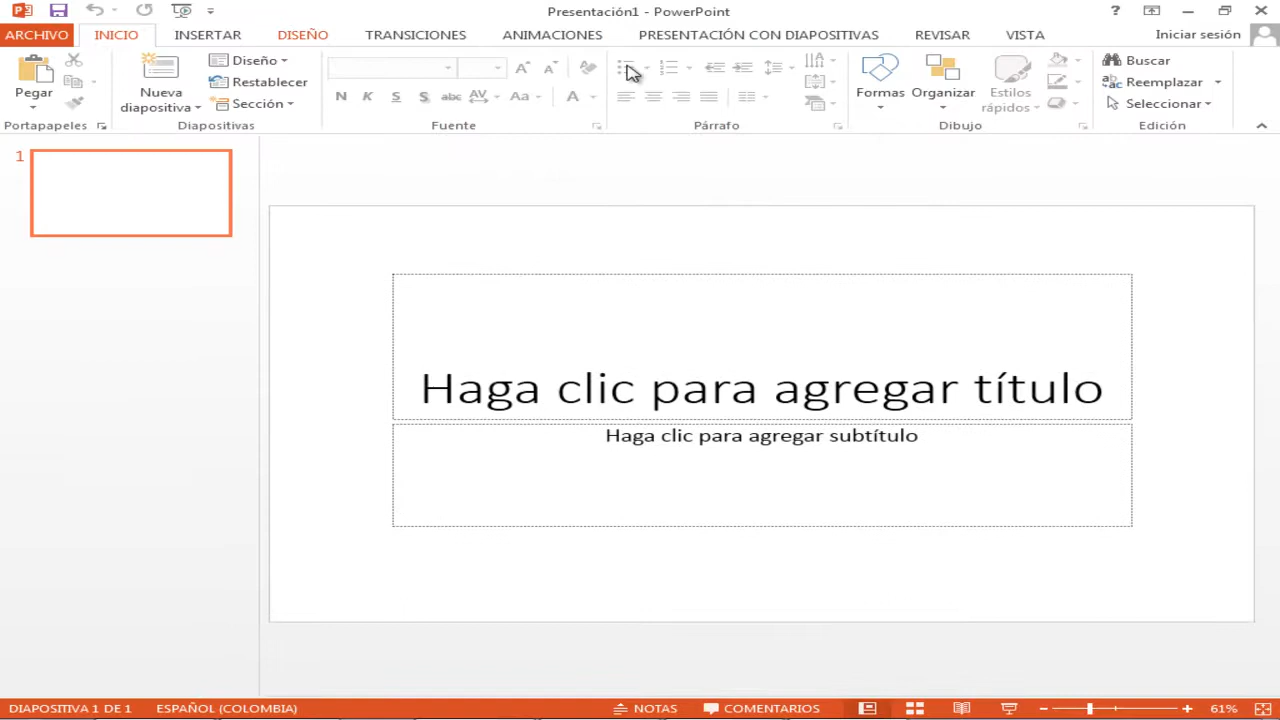 Presentación1 - PowerPoint
ARCHIVO INICIO INSERTAR DISEÑO TRANSICIONES ANIMACIONES PRESENTACIÓN CON DIAPOSITIVAS REVISAR VISTA Iniciar sesión
Pegar
Portapapeles
Nueva
diapositiva
Diseño
Restablecer
Sección
Diapositivas
N K S S abc AV Aa A
Fuente
Párrafo
Formas
Organizar
Estilos
rápidos
Dibujo
Buscar
Reemplazar
Seleccionar
Edición
1
Haga clic para agregar título
Haga clic para agregar subtítulo
DIAPOSITIVA 1 DE 1 ESPAÑOL (COLOMBIA) NOTAS COMENTARIOS 61%